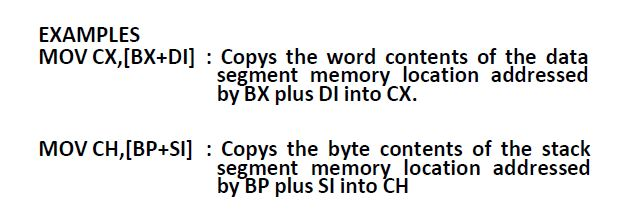 EXAMPLES
MOV CX,[BX+DI] : Copys the word contents of the data
segment memory location addressed
by BX plus DI into CX.
MOV CH,[BP+SI] : Copys the byte contents of the stack
segment memory location addressed
by BP plus SI into CH